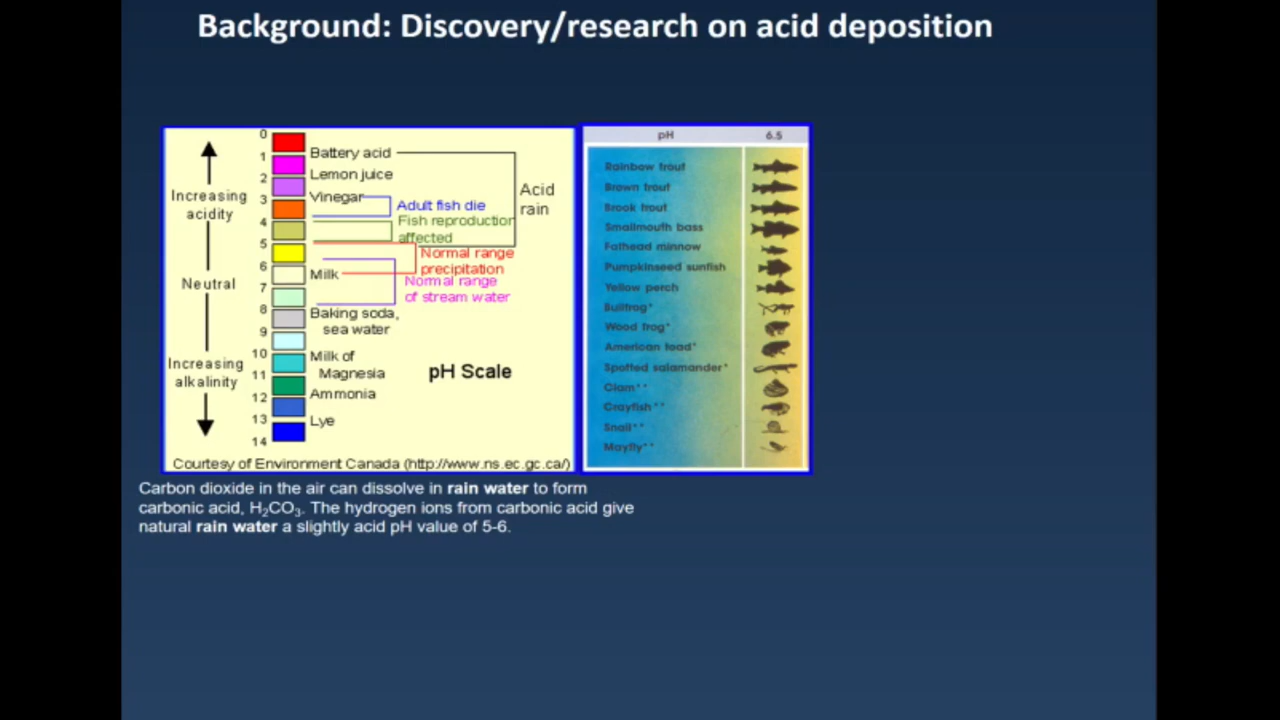 Background: Discovery/research on acid deposition
0
1
2
3
4
5
6
7
8
9
10
11
12
13
14
Increasing
acidity
Neutral
Increasing
alkalinity
Battery acid
Lemon juice
Vinegar
Adult fish die
Fish reproduction
affected
Acid
rain
Normal range
precipitation
Milk
Normal range
of stream water
Baking soda,
sea water
Milk of
Magnesia
Ammonia
Lye
pH Scale
Courtesy of Environment Canada (http://www.ns.ec.gc.ca/)
pH 6.5
Rainbow trout
Brown trout
Brook trout
Smallmouth bass
Fathead minnow
Pumpkinseed sunfish
Yellow perch
Bullfrog*
Wood frog*
American toad*
Spotted salamander*
Clam**
Crayfish**
Snail**
Mayfly**
Carbon dioxide in the air can dissolve in rain water to form
carbonic acid, H₂CO₃. The hydrogen ions from carbonic acid give
natural rain water a slightly acid pH value of 5-6.